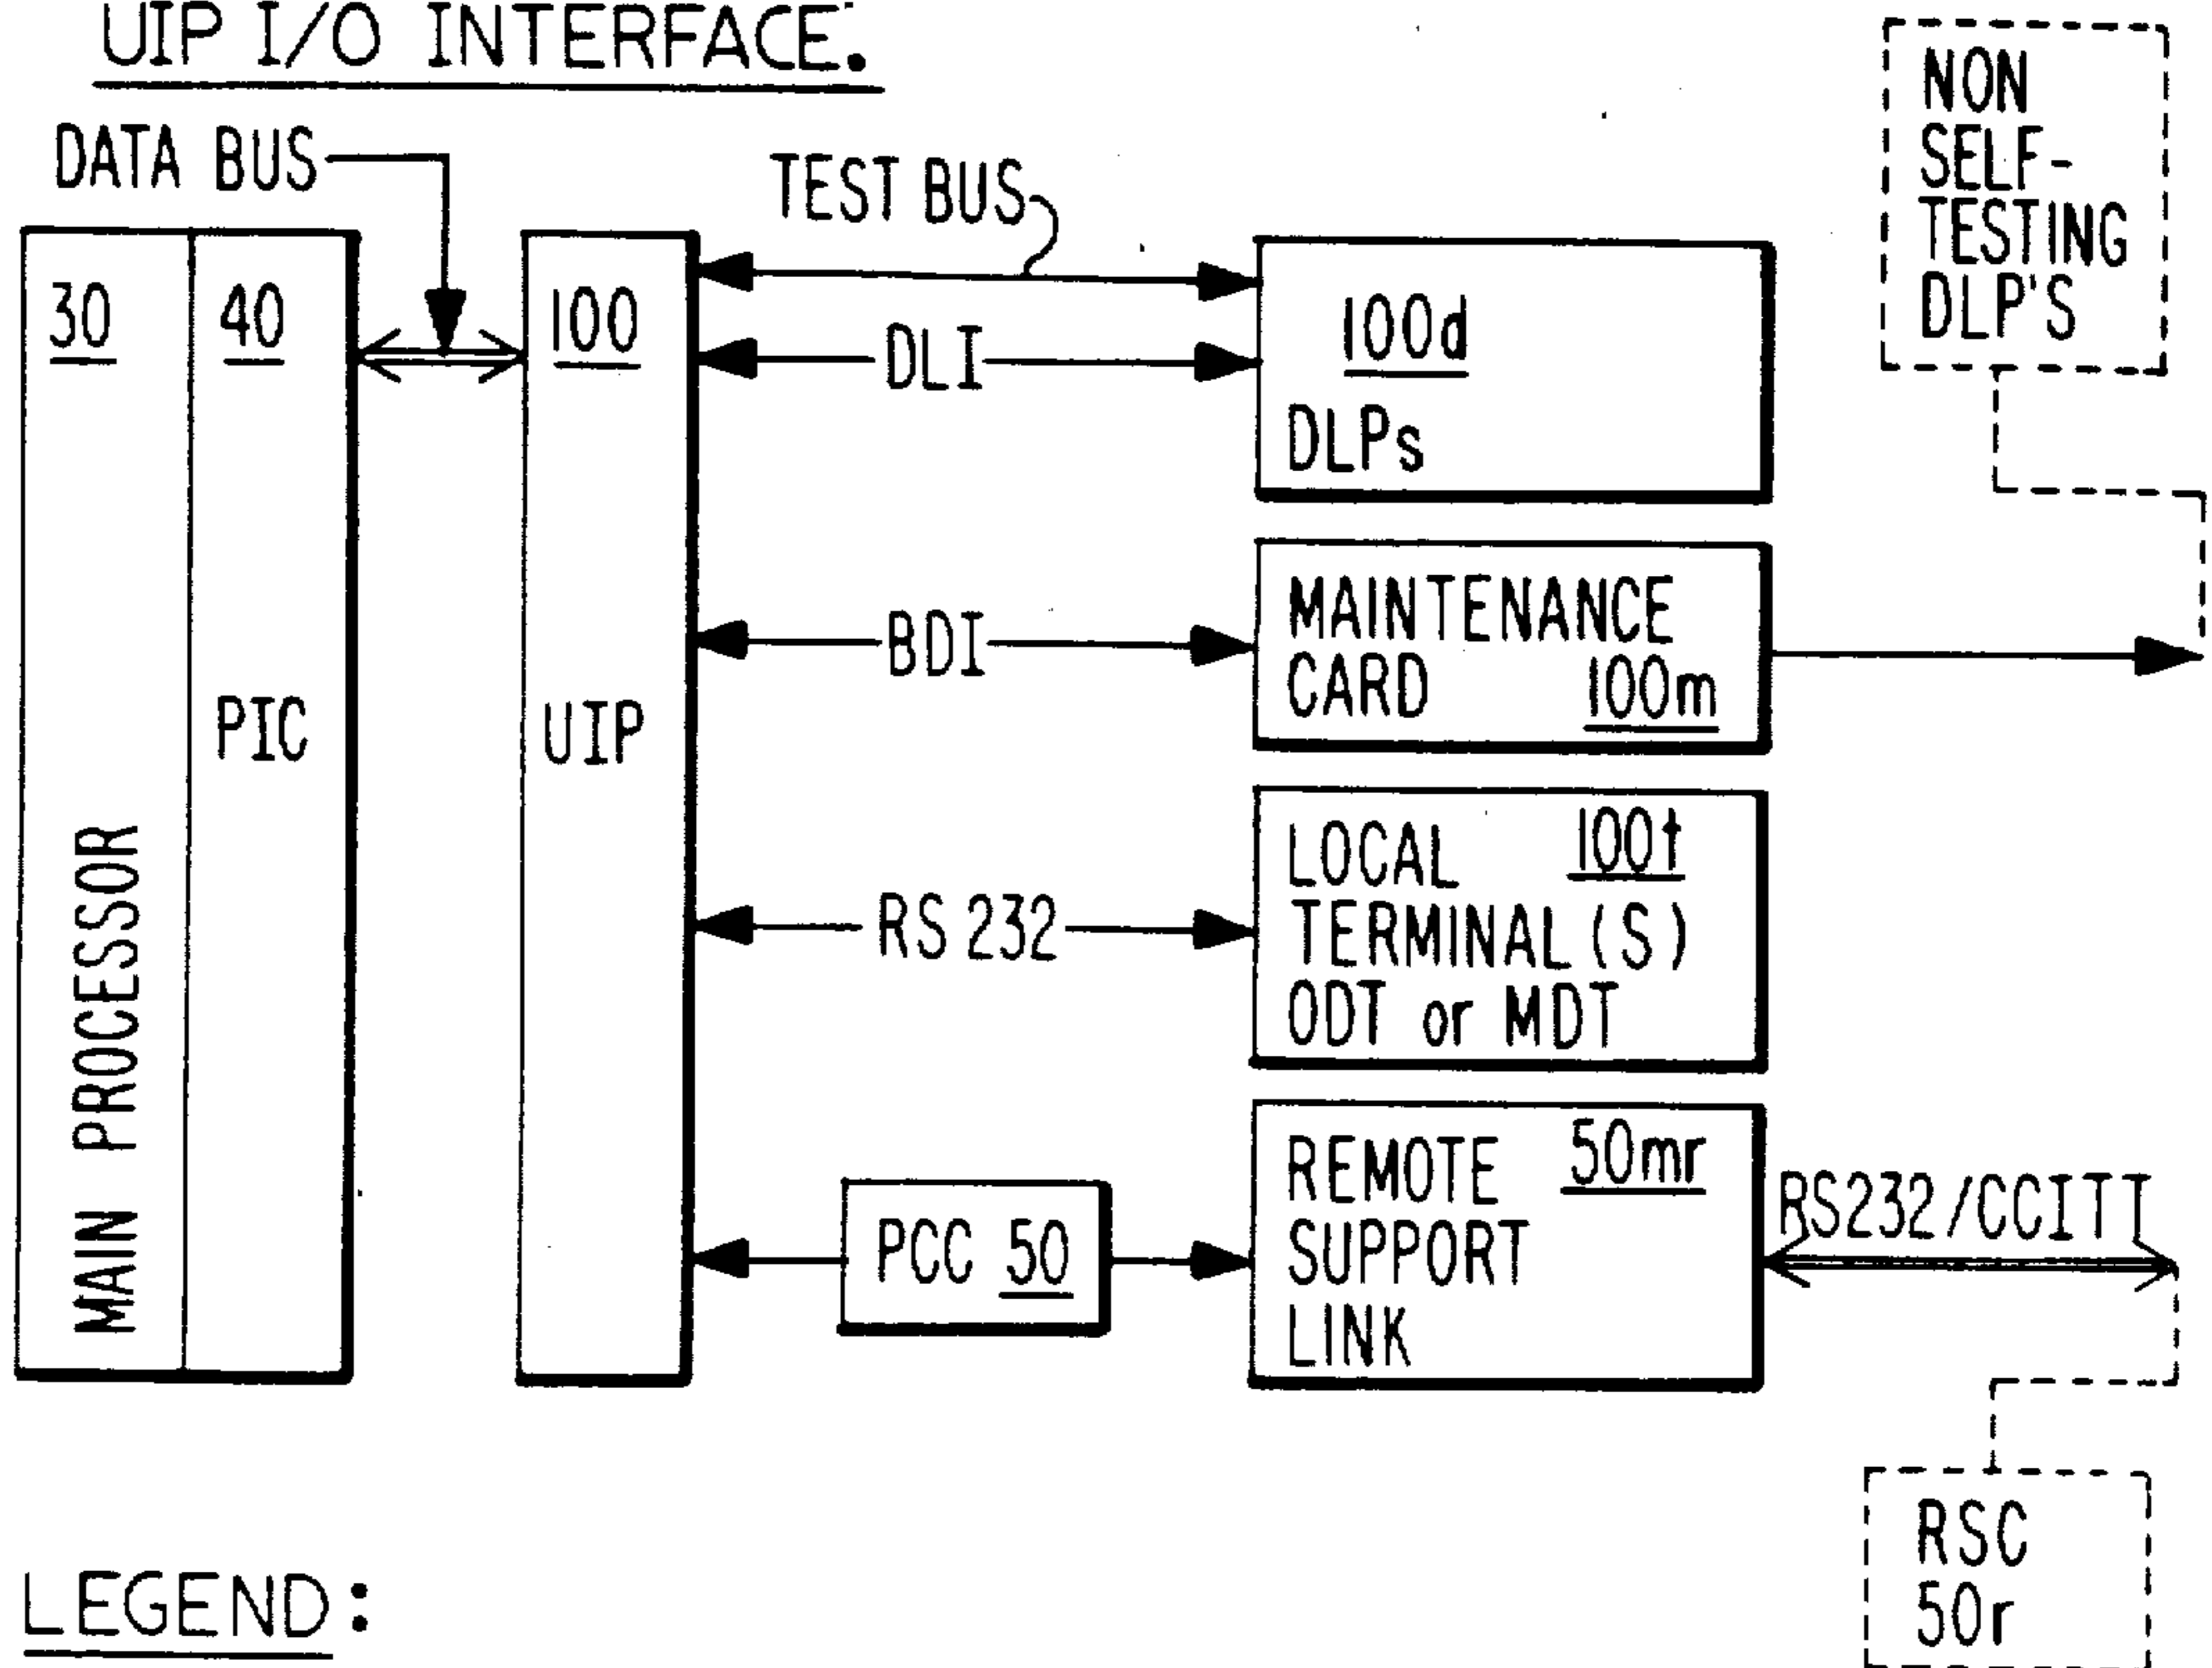 UIP I/O INTERFACE.
DATA BUS
TEST BUS
NON
SELF-
TESTING
DLP'S
30
40
100
DLI
100d
DLPs
PIC
UIP
BDI
MAINTENANCE
CARD 100m
MAIN PROCESSOR
RS 232
LOCAL 100t
TERMINAL(S)
ODT or MDT
PCC 50
REMOTE 50mr
SUPPORT
LINK
RS232/CCITT
RSC
50r
LEGEND: